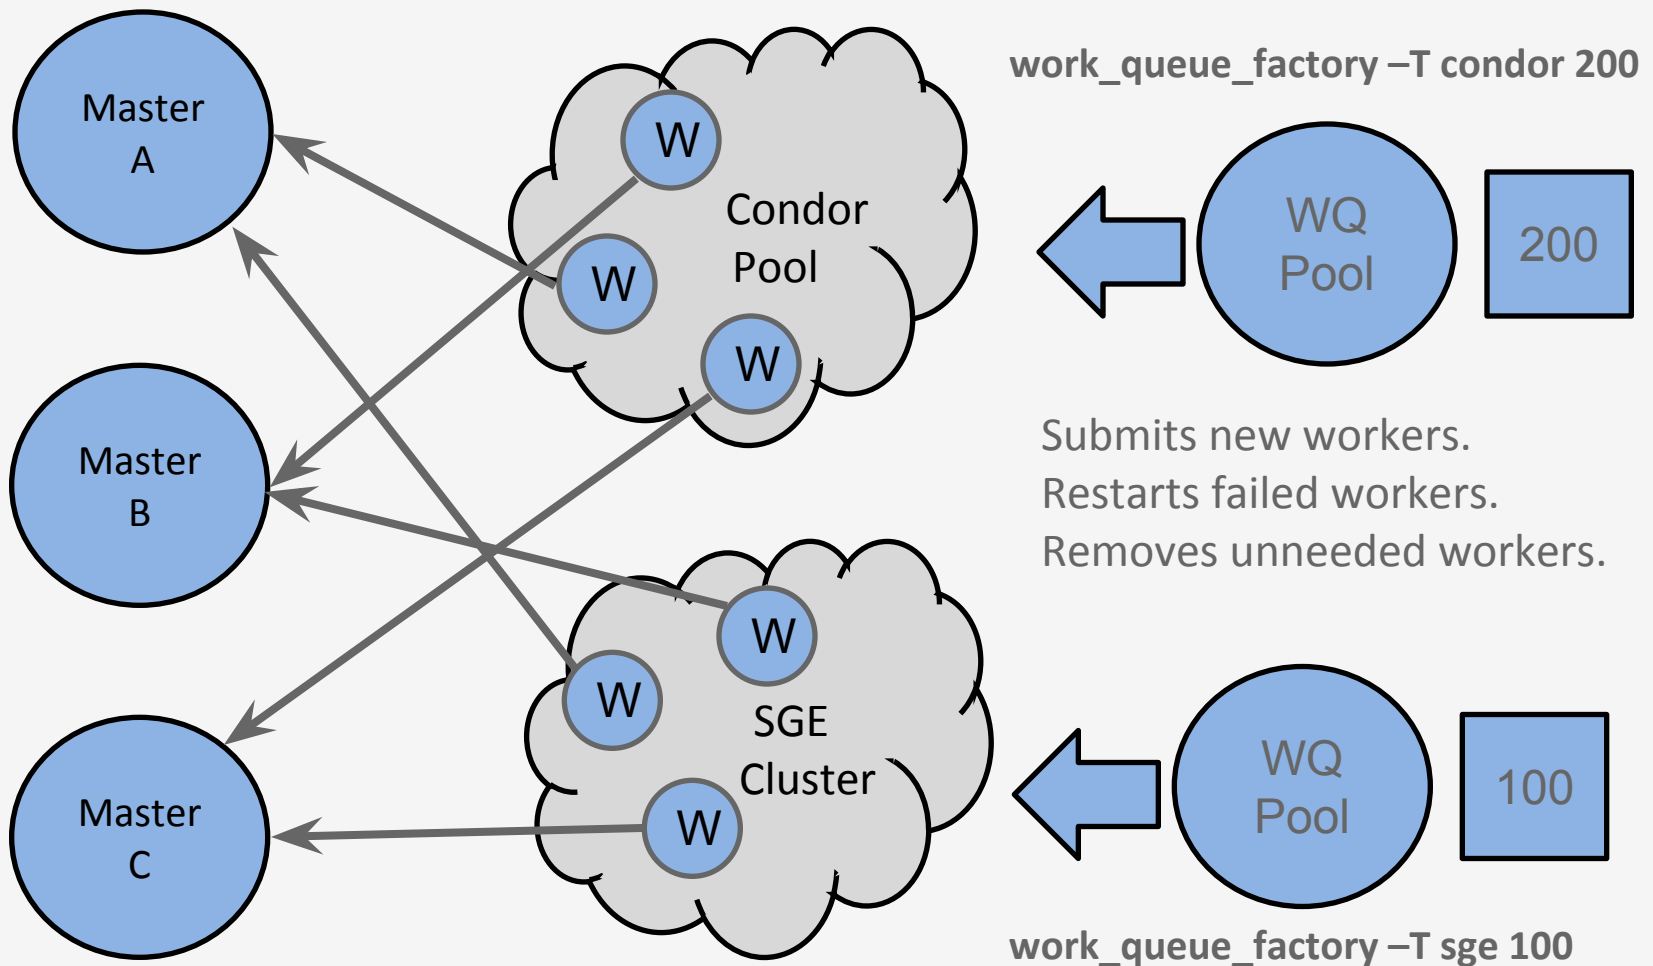 Master
A
Master
B
Master
C
W
W
W
Condor
Pool
W
W
W
SGE
Cluster
work_queue_factory –T condor 200
WQ
Pool
200
Submits new workers.
Restarts failed workers.
Removes unneeded workers.
WQ
Pool
100
work_queue_factory –T sge 100